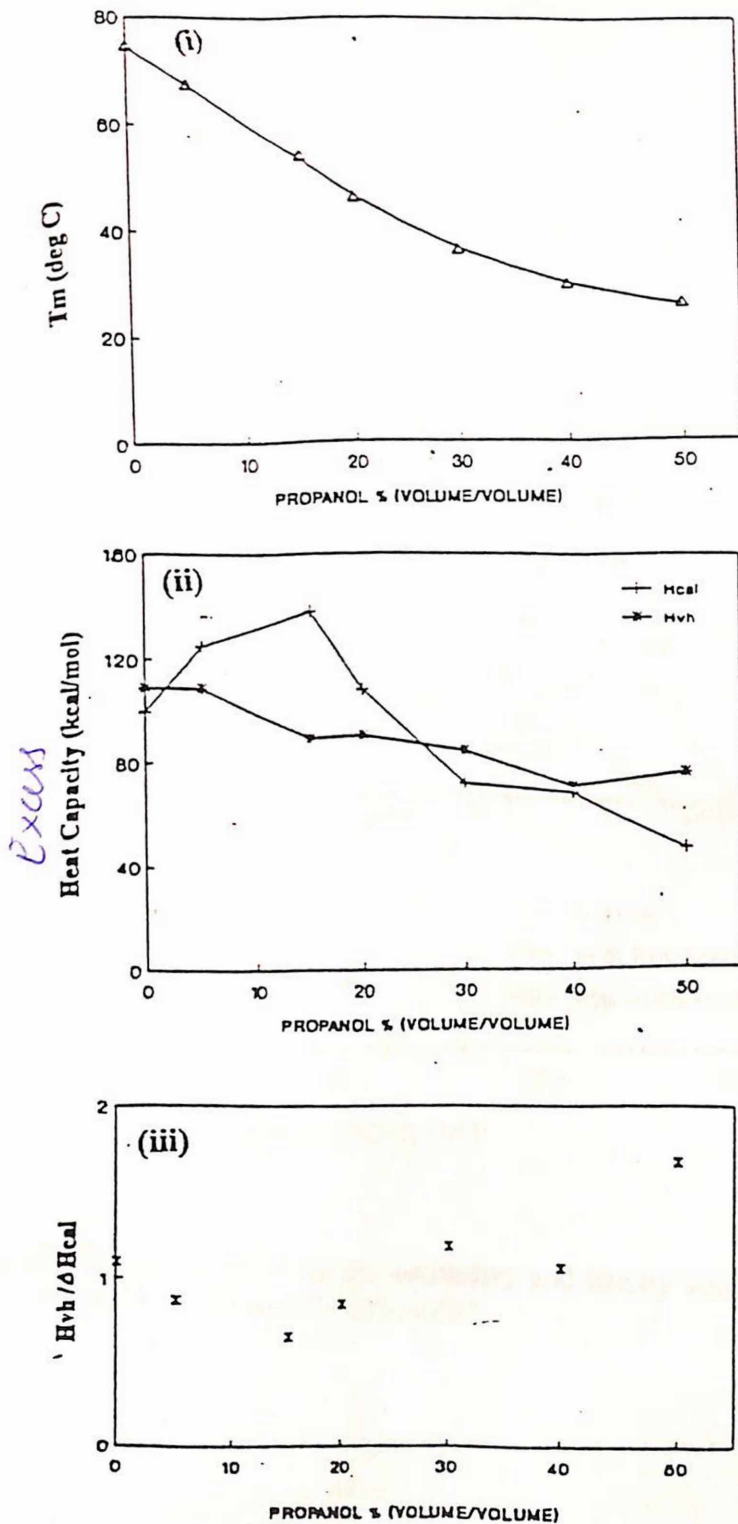 (i)
80
60
40
20
0
Tm (deg C)
0 10 20 30 40 50
PROPANOL % (VOLUME/VOLUME)
(ii)
Hcal
Hvh
160
120
80
40
0
Excess
Heat Capacity (kcal/mol)
0 10 20 30 40 50
PROPANOL % (VOLUME/VOLUME)
(iii)
2
1
0
Hvh/ΔHcal
0 10 20 30 40 50
PROPANOL % (VOLUME/VOLUME)